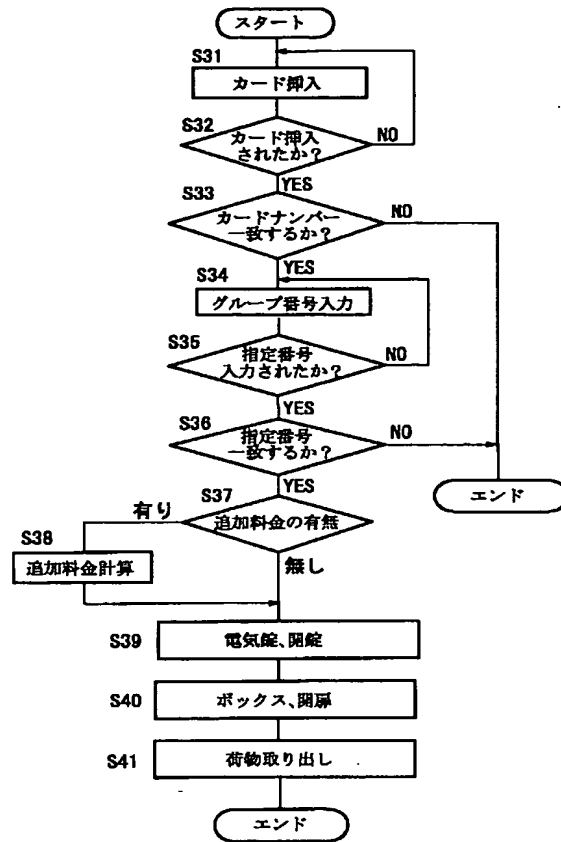 スタート
S31
カード挿入
S32
カード挿入
されたか?
NO
YES
S33
カードナンバー
一致するか?
NO
YES
S34
グループ番号入力
S35
指定番号
入力されたか?
NO
YES
S36
指定番号
一致するか?
NO
YES
エンド
S37
追加料金の有無
有り
S38
追加料金計算
無し
S39
電気錠、開錠
S40
ボックス、開扉
S41
荷物取り出し
エンド